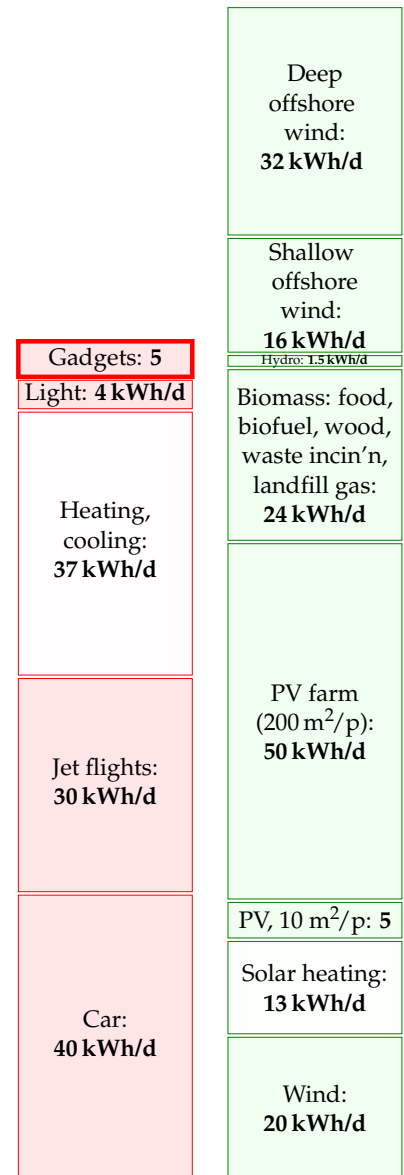 Gadgets: 5
Light: 4 kWh/d
Heating,
cooling:
37 kWh/d
Jet flights:
30 kWh/d
Car:
40 kWh/d
Deep
offshore
wind:
32 kWh/d
Shallow
offshore
wind:
16 kWh/d
Hydro: 1.5 kWh/d
Biomass: food,
biofuel, wood,
waste incin’n,
landfill gas:
24 kWh/d
PV farm
(200 m²/p):
50 kWh/d
PV, 10 m²/p: 5
Solar heating:
13 kWh/d
Wind:
20 kWh/d